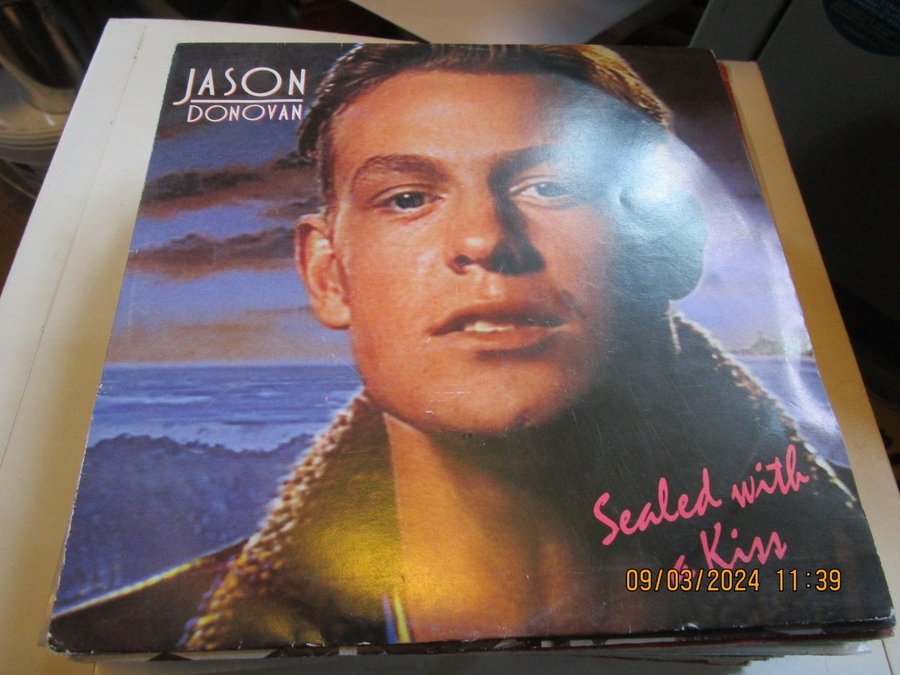 JASON
DONOVAN
Sealed with
a Kiss
09/03/2024 11:39